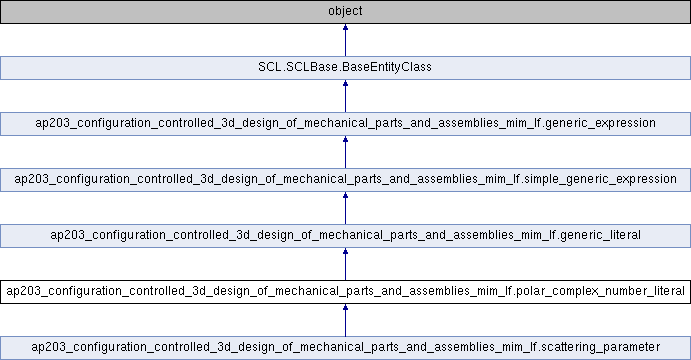 object
SCL.SCLBase.BaseEntityClass
ap203_configuration_controlled_3d_design_of_mechanical_parts_and_assemblies_mim_lf.generic_expression
ap203_configuration_controlled_3d_design_of_mechanical_parts_and_assemblies_mim_lf.simple_generic_expression
ap203_configuration_controlled_3d_design_of_mechanical_parts_and_assemblies_mim_lf.generic_literal
ap203_configuration_controlled_3d_design_of_mechanical_parts_and_assemblies_mim_lf.polar_complex_number_literal
ap203_configuration_controlled_3d_design_of_mechanical_parts_and_assemblies_mim_lf.scattering_parameter